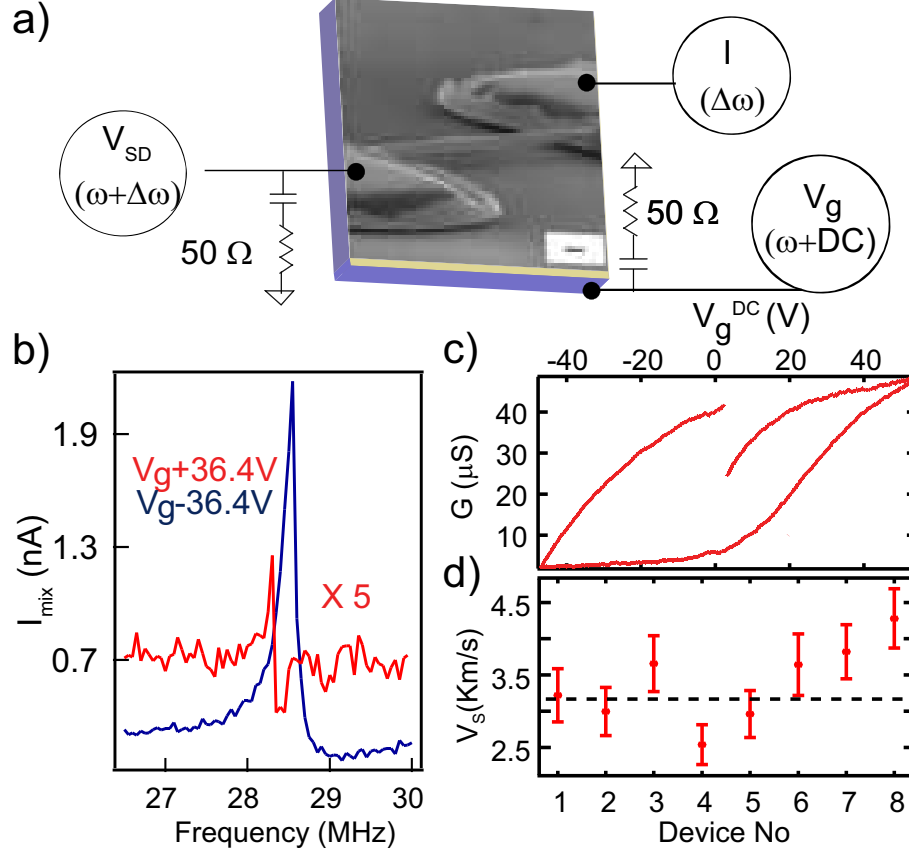 a)
I
(Δω)
V_SD
(ω+Δω)
50 Ω
50 Ω
V_g
(ω+DC)
V_g^DC (V)
b)
1.9
1.3
0.7
I_mix (nA)
Vg+36.4V
Vg-36.4V
X 5
27 28 29 30
Frequency (MHz)
c)
-40 -20 0 20 40
40
30
20
10
G (µS)
d)
4.5
3.5
2.5
V_S(Km/s)
1 2 3 4 5 6 7 8
Device No